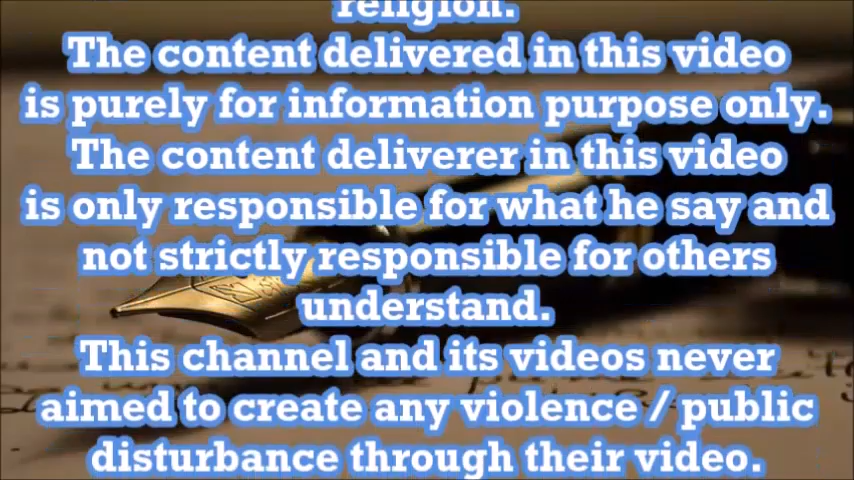 religion.
The content delivered in this video
is purely for information purpose only.
The content deliverer in this video
is only responsible for what he say and
not strictly responsible for others
understand.
This channel and its videos never
aimed to create any violence / public
disturbance through their video.